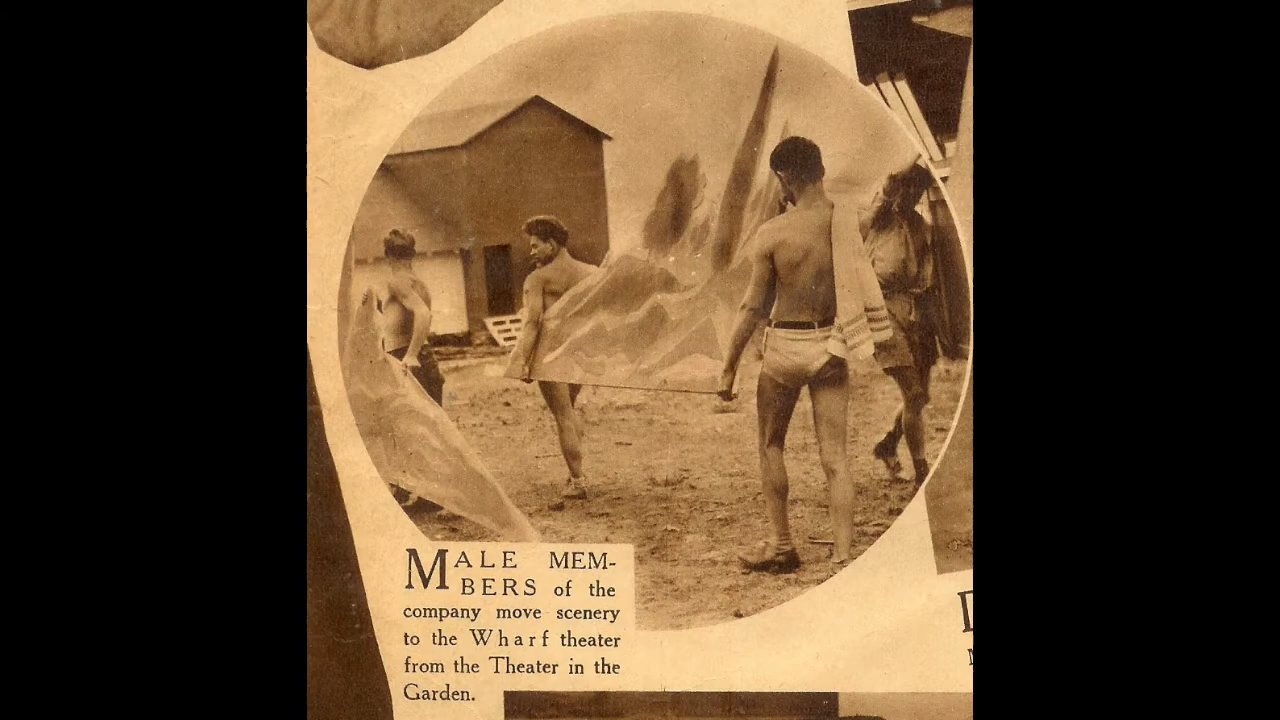 MALE MEM-
BERS of the
company move scenery
to the Wharf theater
from the Theater in the
Garden.